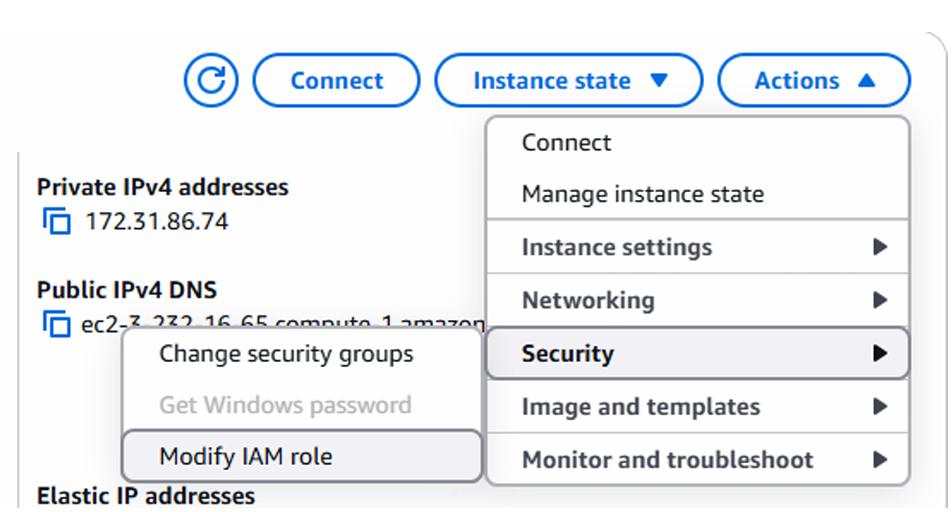 Connect
Instance state
Actions
Connect
Manage instance state
Instance settings
Networking
Security
Image and templates
Monitor and troubleshoot
Change security groups
Get Windows password
Modify IAM role
Private IPv4 addresses
172.31.86.74
Public IPv4 DNS
ec2-3-232-16-65.compute-1.amazon
Elastic IP addresses